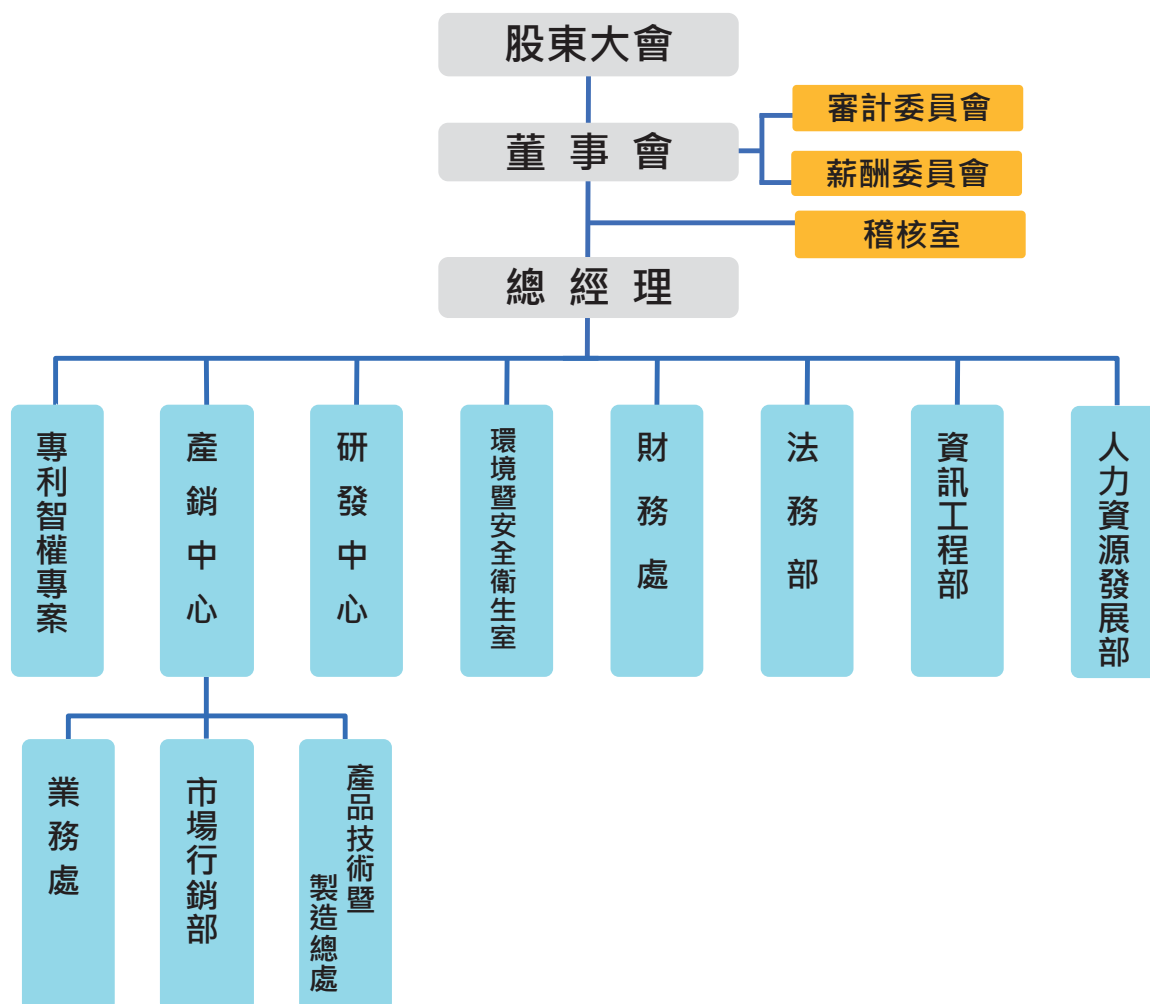 股東大會
審計委員會
董事會
薪酬委員會
稽核室
總經理
專利智權專案
產銷中心
研發中心
環境暨安全衛生室
財務處
法務部
資訊工程部
人力資源發展部
業務處
市場行銷部
產品技術暨
製造總處